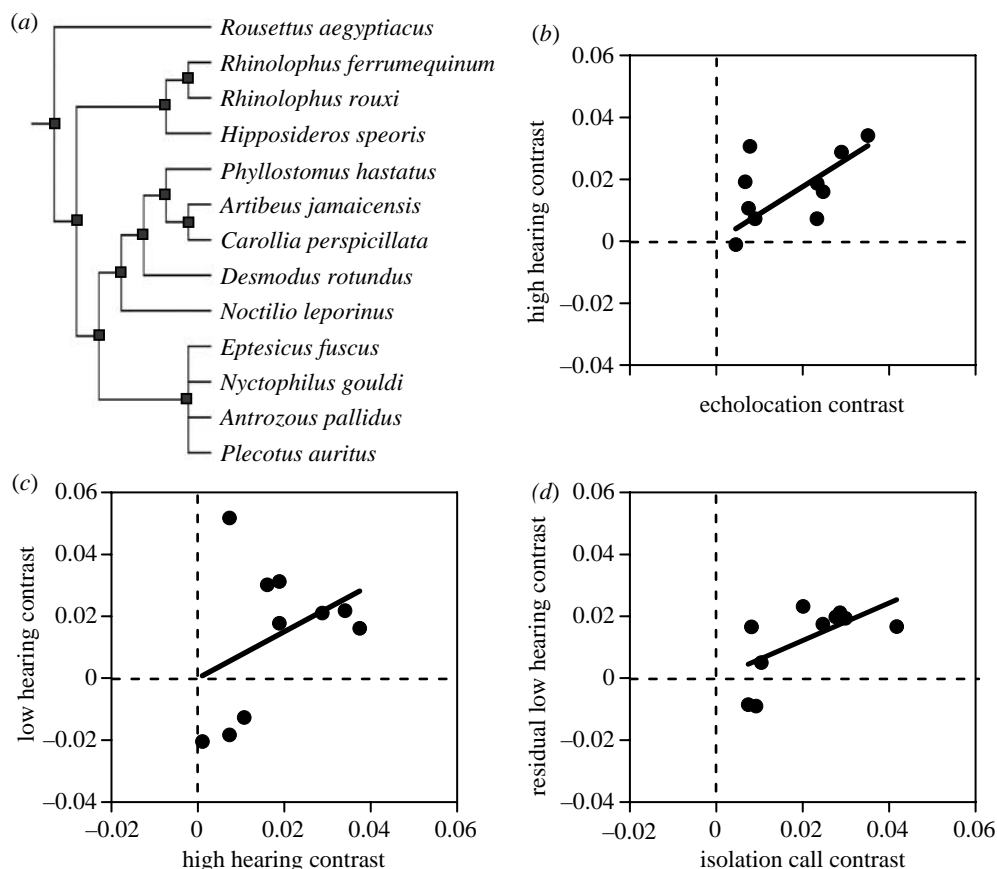 (a)
Rousettus aegyptiacus
Rhinolophus ferrumequinum
Rhinolophus rouxi
Hipposideros speoris
Phyllostomus hastatus
Artibeus jamaicensis
Carollia perspicillata
Desmodus rotundus
Noctilio leporinus
Eptesicus fuscus
Nyctophilus gouldi
Antrozous pallidus
Plecotus auritus
(b)
high hearing contrast
0.06
0.04
0.02
0
–0.02
–0.04
echolocation contrast
(c)
low hearing contrast
0.06
0.04
0.02
0
–0.02
–0.04
–0.02 0 0.02 0.04 0.06
high hearing contrast
(d)
residual low hearing contrast
0.06
0.04
0.02
0
–0.02
–0.04
–0.02 0 0.02 0.04 0.06
isolation call contrast